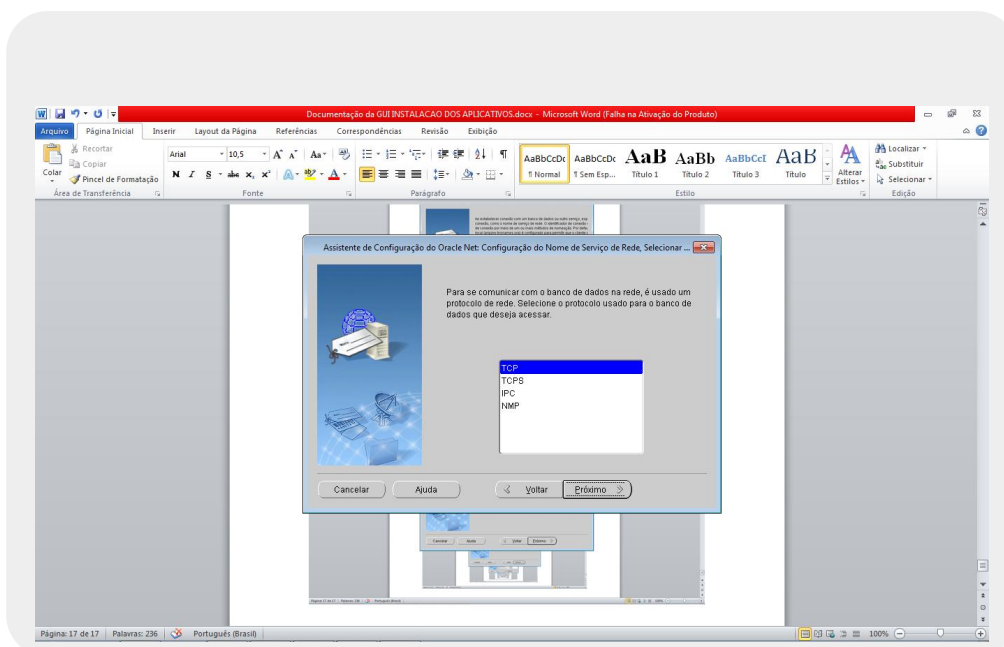 Documentação da GUI INSTALACAO DOS APLICATIVOS.docx - Microsoft Word (Falha na Ativação do Produto)
Arquivo Página Inicial Inserir Layout da Página Referências Correspondências Revisão Exibição
Colar
Recortar
Copiar
Pincel de Formatação
Área de Transferência
Arial 10,5
Fonte
Parágrafo
AaBbCcDc AaBbCcDc AaB AaBb AaBbCcI AaB
¶ Normal ¶ Sem Esp... Título 1 Título 2 Título 3 Título
Alterar Estilos
Estilo
Localizar
Substituir
Selecionar
Edição
Assistente de Configuração do Oracle Net: Configuração do Nome de Serviço de Rede, Selecionar ...
Para se comunicar com o banco de dados na rede, é usado um
protocolo de rede. Selecione o protocolo usado para o banco de
dados que deseja acessar.
TCP
TCPS
IPC
NMP
Cancelar Ajuda Voltar Próximo
Cancelar Ajuda Voltar
Página: 17 de 17 Palavras: 236 Português (Brasil) 100%